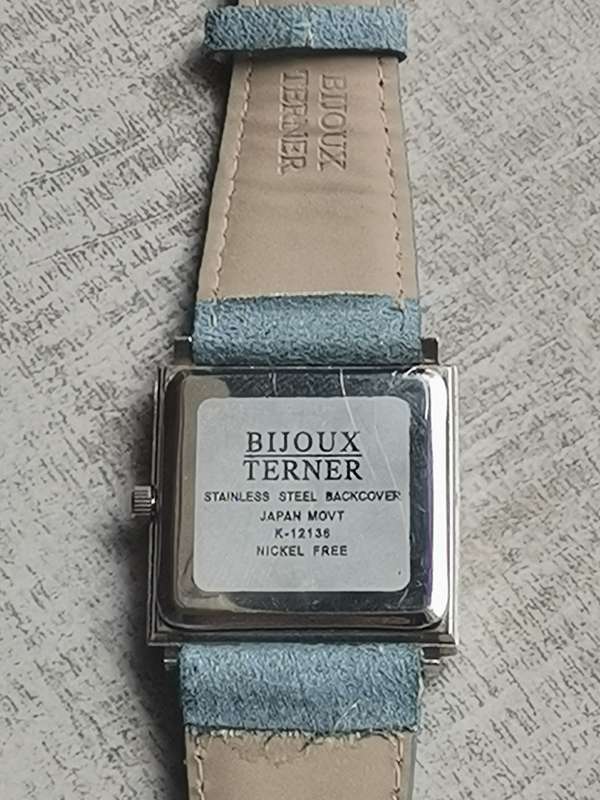 BIJOUX
TERNER
BIJOUX
TERNER
STAINLESS STEEL BACKCOVER
JAPAN MOVT
K-12136
NICKEL FREE